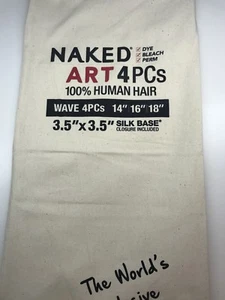 NAKED® DYE
BLEACH
PERM
ART 4PCs
100% HUMAN HAIR
WAVE 4PCs 14" 16" 18"
3.5"x3.5" SILK BASE®
CLOSURE INCLUDED
The World's